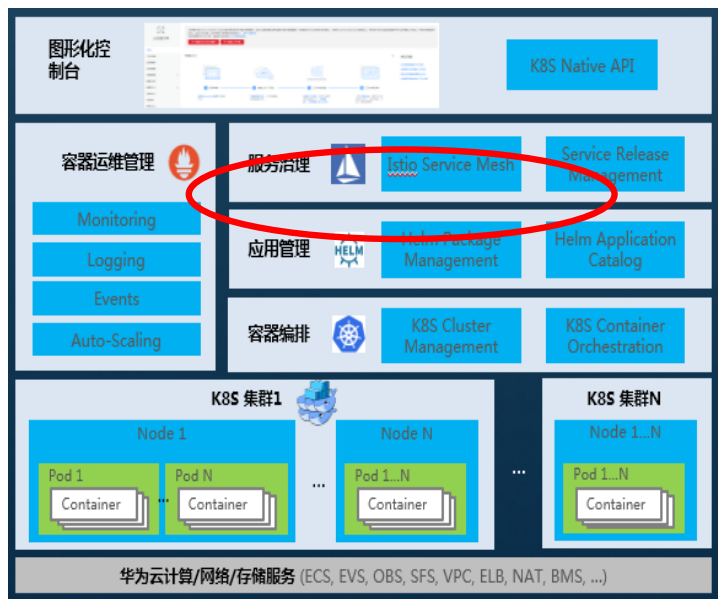 图形化控
制台
K8S Native API
容器运维管理
Monitoring
Logging
Events
Auto-Scaling
服务治理
Istio Service Mesh
Service Release
Management
应用管理
HELM
Helm Package
Management
Helm Application
Catalog
容器编排
K8S Cluster
Management
K8S Container
Orchestration
K8S 集群1
Node 1
Pod 1
Container
...
Pod N
Container
...
Node N
Pod 1...N
Container
...
K8S 集群N
Node 1...N
Pod 1...N
Container
华为云计算/网络/存储服务 (ECS, EVS, OBS, SFS, VPC, ELB, NAT, BMS, ...)